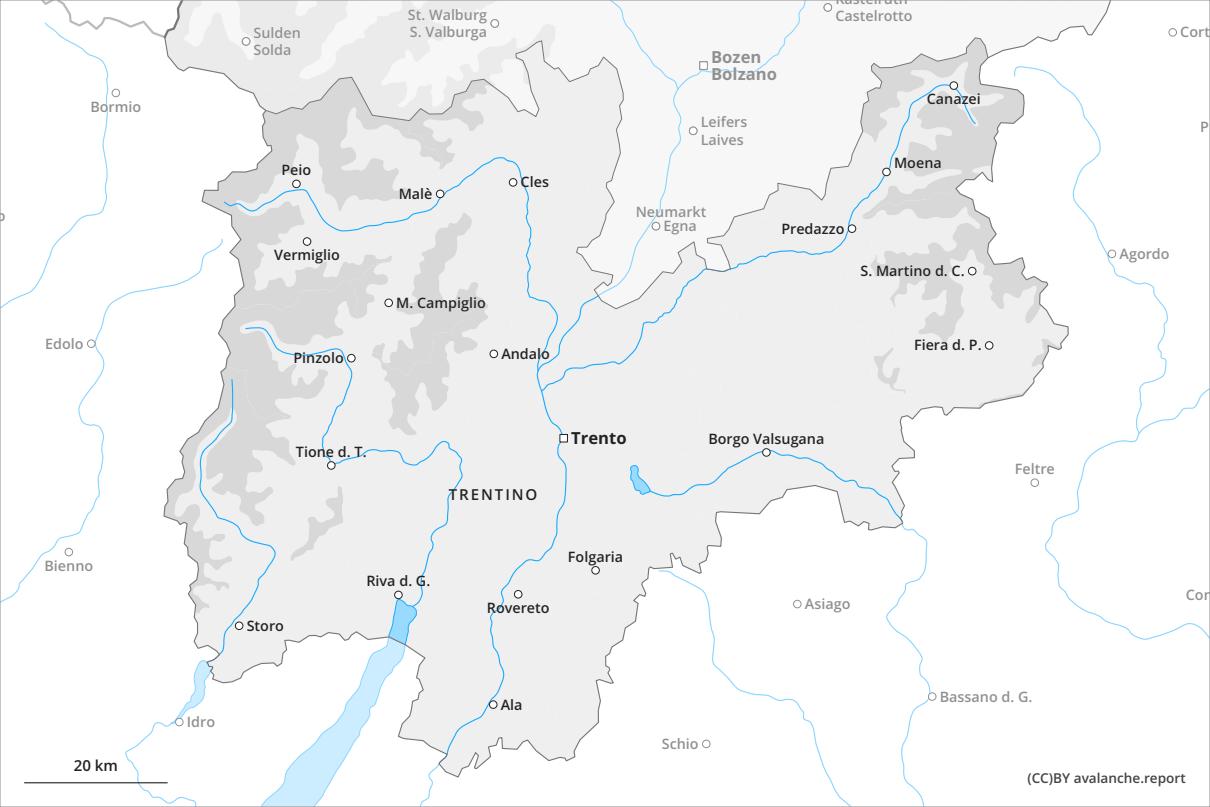 Kastelruth
Castelrotto
St. Walburg
S. Valburga
Sulden
Solda
Cort
Bozen
Bolzano
Bormio
Canazei
Leifers
Laives
P
Moena
Peio
Malè
Cles
Neumarkt
Egna
Predazzo
Vermiglio
Agordo
S. Martino d. C.
M. Campiglio
Edolo
Pinzolo
Andalo
Fiera d. P.
Trento
Borgo Valsugana
Tione d. T.
Feltre
TRENTINO
Bienno
Folgaria
Riva d. G.
Rovereto
Asiago
Cor
Storo
Idro
Ala
Bassano d. G.
Schio
20 km
(CC)BY avalanche.report